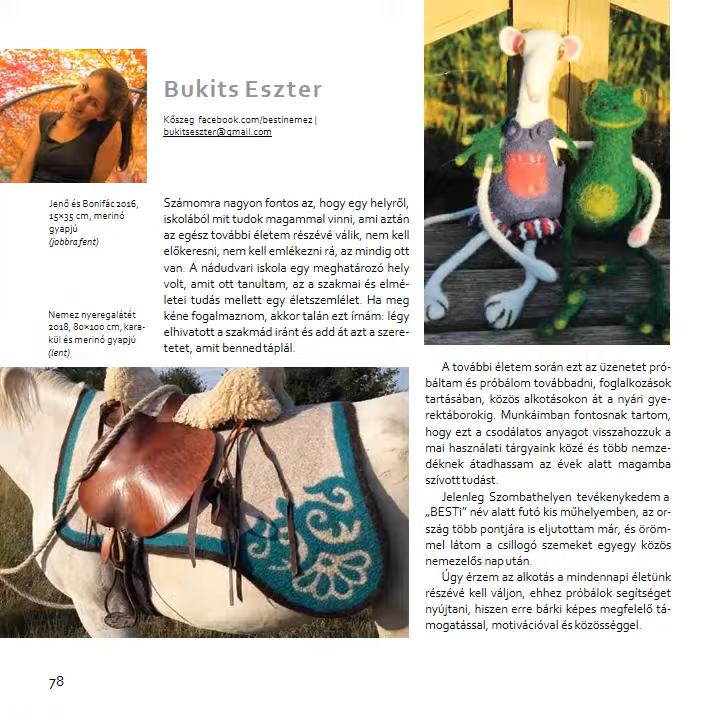 Bukits Eszter
Kőszeg facebook.com/bestinemez |
bukitseszter@gmail.com
Jenő és Bonifác 2016,
15×35 cm, merinó
gyapjú
(jobbra fent)
Nemez nyeregalátét
2018, 80×100 cm, kara-
kül és merinó gyapjú
(lent)
Számomra nagyon fontos az, hogy egy helyről,
iskolából mit tudok magammal vinni, ami aztán
az egész további életem részévé válik, nem kell
előkeresni, nem kell emlékezni rá, az mindig ott
van. A nádudvari iskola egy meghatározó hely
volt, amit ott tanultam, az a szakmai és elmé-
letei tudás mellett egy életszemlélet. Ha meg
kéne fogalmaznom, akkor talán ezt írnám: légy
elhivatott a szakmád iránt és add át azt a szere-
tetet, amit benned táplál.
A további életem során ezt az üzenetet pró-
báltam és próbálom továbbadni, foglalkozások
tartásában, közös alkotásokon át a nyári gye-
rektáborokig. Munkáimban fontosnak tartom,
hogy ezt a csodálatos anyagot visszahozzuk a
mai használati tárgyaink közé és több nemze-
déknek átadhassam az évek alatt magamba
szívott tudást.
Jelenleg Szombathelyen tevékenykedem a
„BESTi” név alatt futó kis műhelyemben, az or-
szág több pontjára is eljutottam már, és öröm-
mel látom a csillogó szemeket egyegy közös
nemezelős nap után.
Úgy érzem az alkotás a mindennapi életünk
részévé kell váljon, ehhez próbálok segítséget
nyújtani, hiszen erre bárki képes megfelelő tá-
mogatással, motivációval és közösséggel.
78